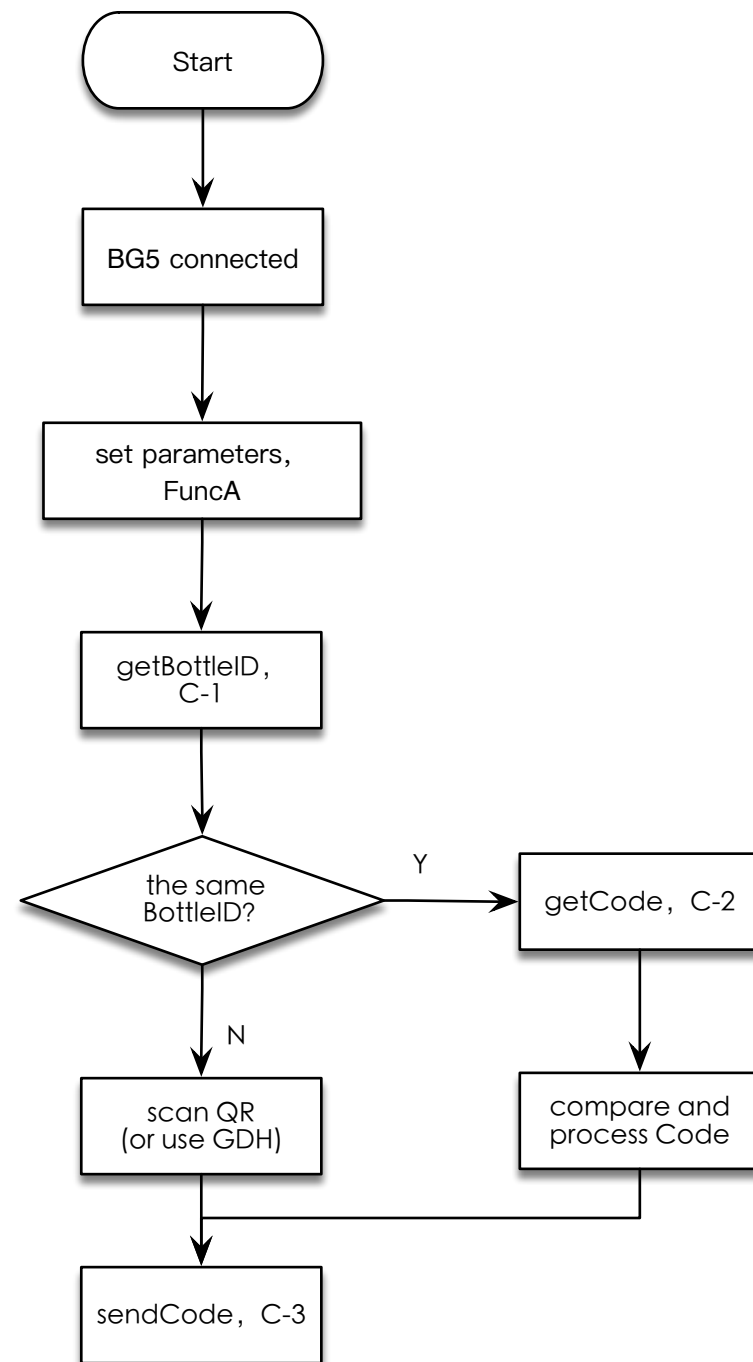 Start
BG5 connected
set parameters,
FuncA
getBottleID,
C-1
the same
BottleID?
Y
getCode, C-2
N
scan QR
(or use GDH)
compare and
process Code
sendCode, C-3